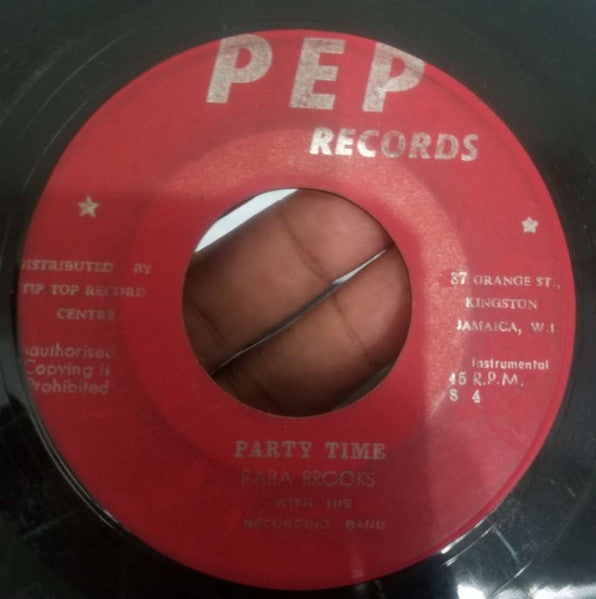 PEP
RECORDS
DISTRIBUTED BY
TIP TOP RECORD
CENTRE
37 ORANGE ST.,
KINGSTON
JAMAICA, W.I
nauthorised
Copying is
Prohibited
Instrumental
45 R.P.M.
S 4
PARTY TIME
BABA BROOKS
WITH HIS
RECORDING BAND